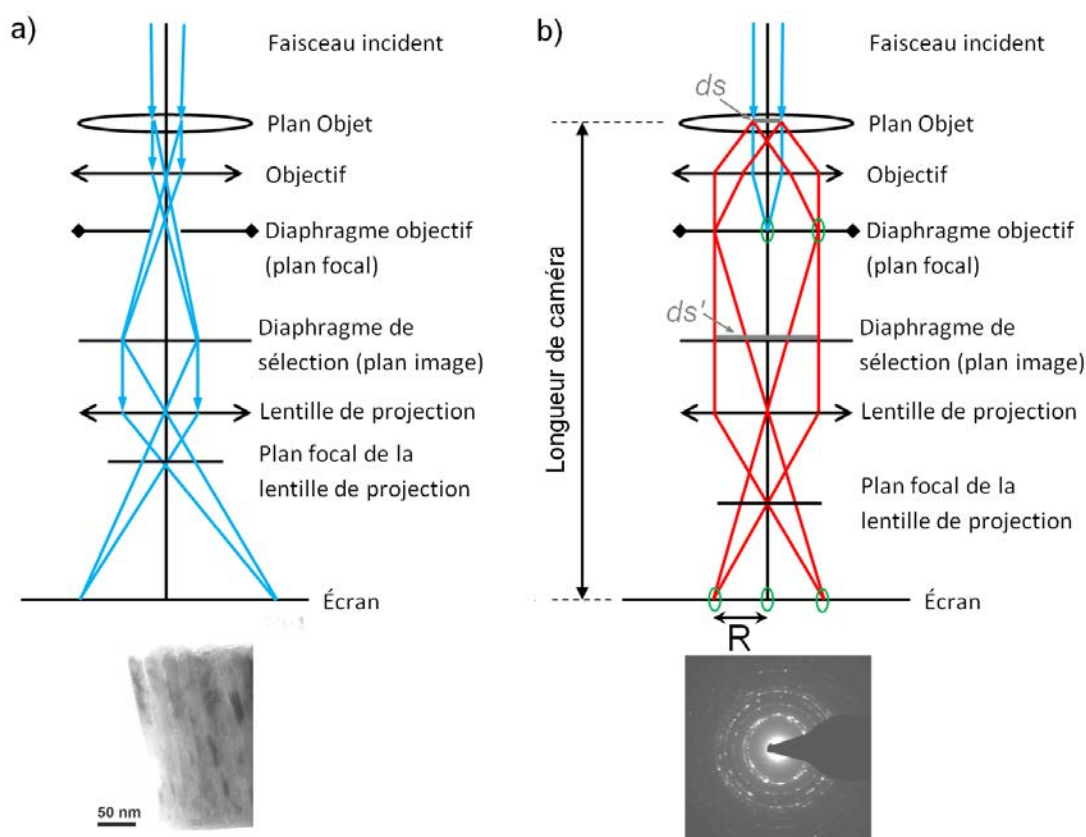 a)
Faisceau incident
Plan Objet
Objectif
Diaphragme objectif
(plan focal)
Diaphragme de
sélection (plan image)
Lentille de projection
Plan focal de la
lentille de projection
Écran
50 nm
b)
Faisceau incident
ds
Plan Objet
Objectif
Diaphragme objectif
(plan focal)
Longueur de caméra
ds'
Diaphragme de
sélection (plan image)
Lentille de projection
Plan focal de la
lentille de projection
Écran
R